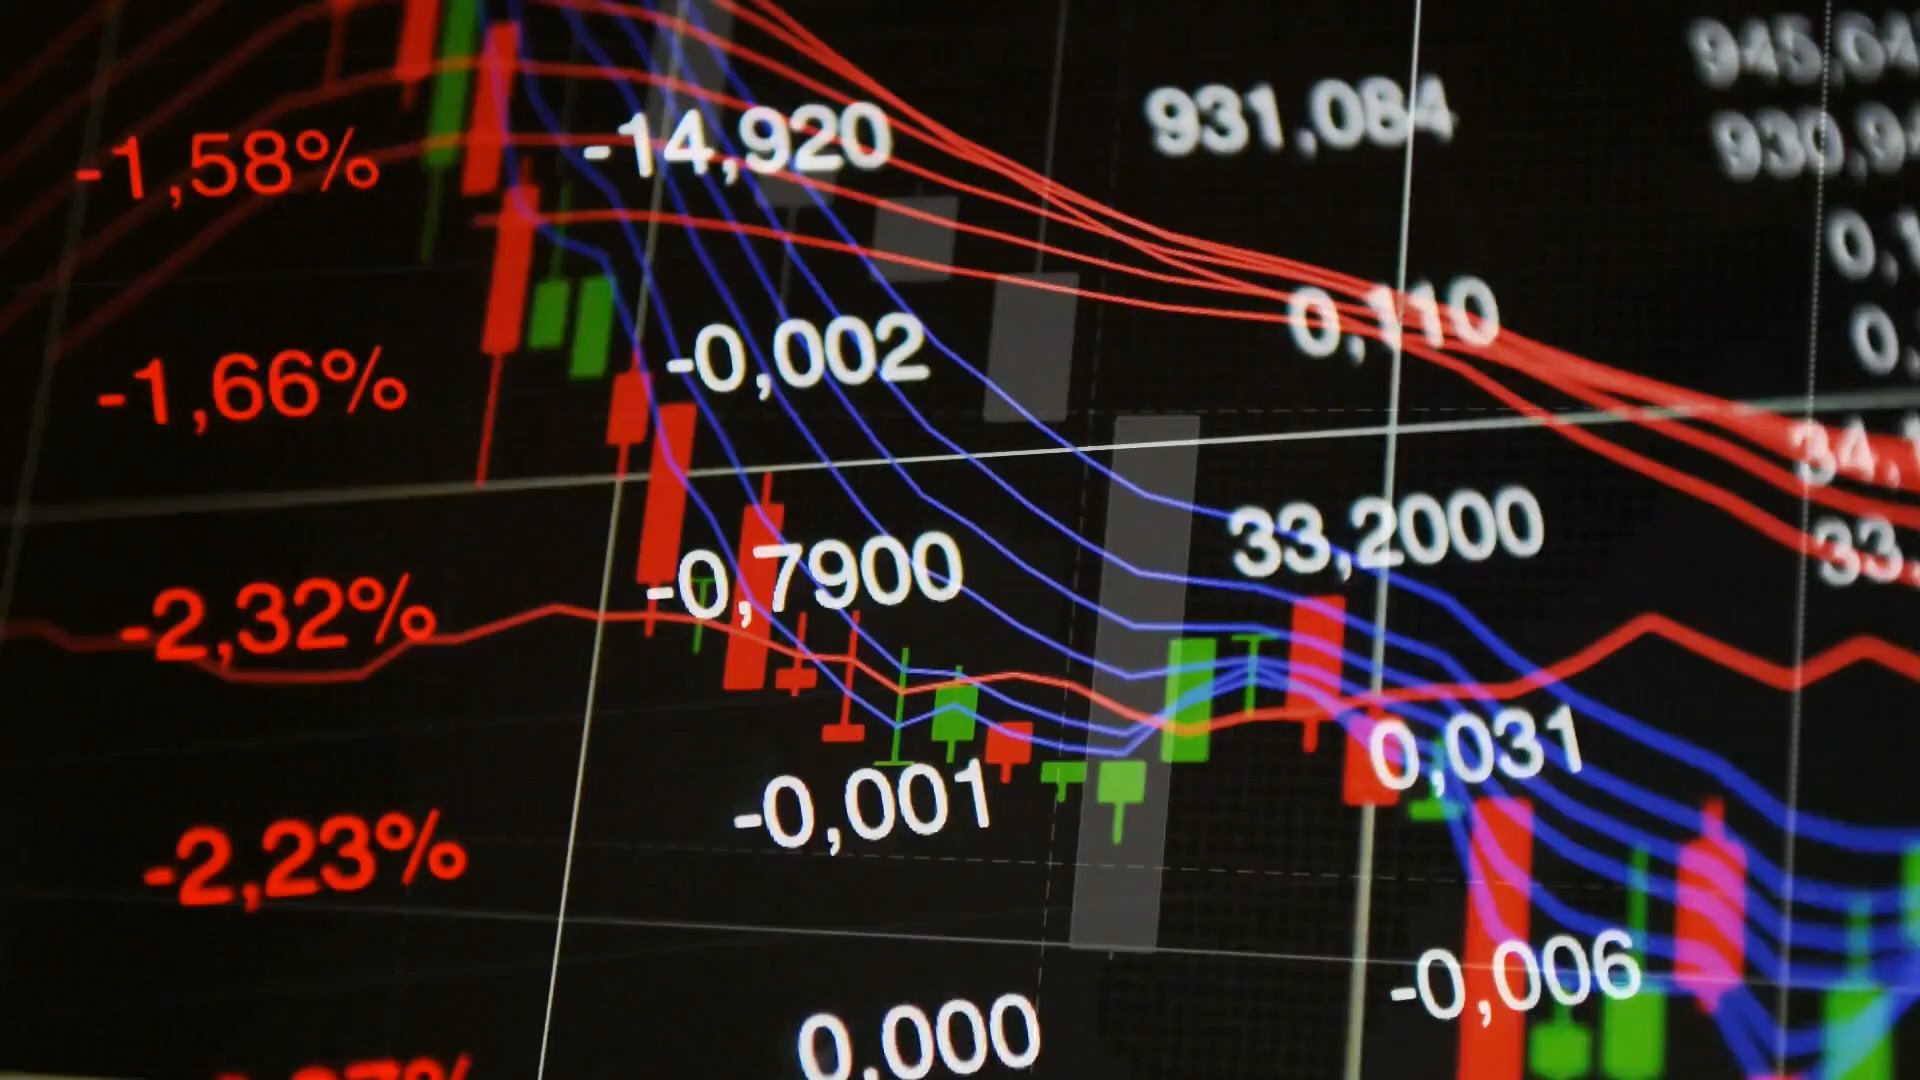 -1,58% -14,920 931,084
-1,66% -0,002 0,110
-2,32% -0,7900 33,2000
-2,23% -0,001 0,031
0,000 -0,006